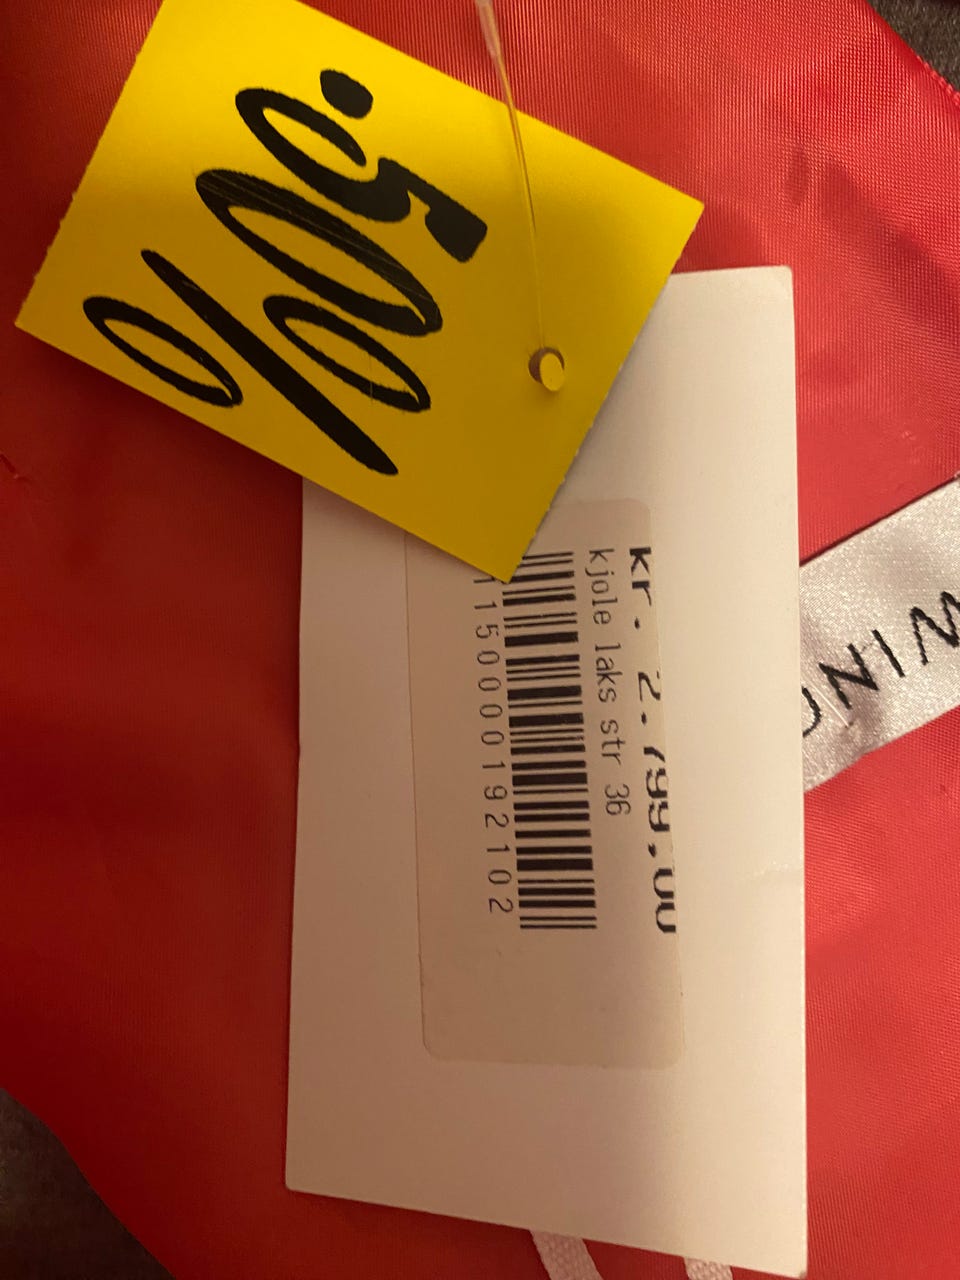 50%
kr. 2.799,00
kjole laks str 36
1150000192102